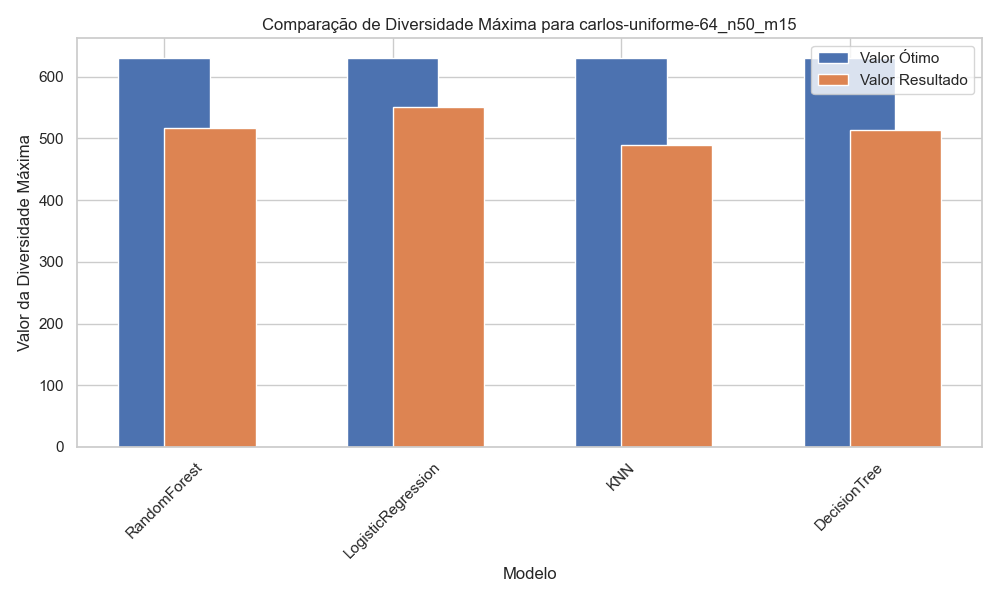 Comparação de Diversidade Máxima para carlos-uniforme-64_n50_m15
Valor Ótimo
Valor Resultado
Valor da Diversidade Máxima
600
500
400
300
200
100
0
RandomForest
LogisticRegression
KNN
DecisionTree
Modelo